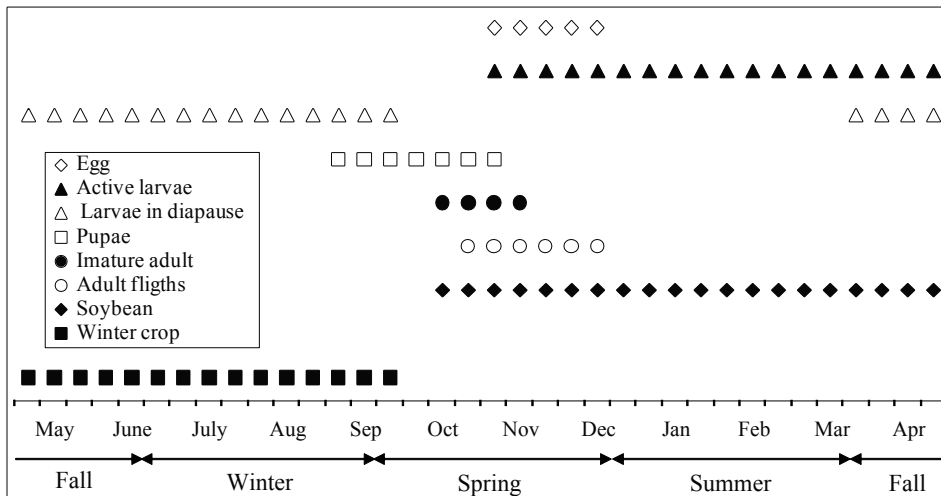 Egg
Active larvae
Larvae in diapause
Pupae
Imature adult
Adult fligths
Soybean
Winter crop
May June July Aug Sep Oct Nov Dec Jan Feb Mar Apr
Fall Winter Spring Summer Fall